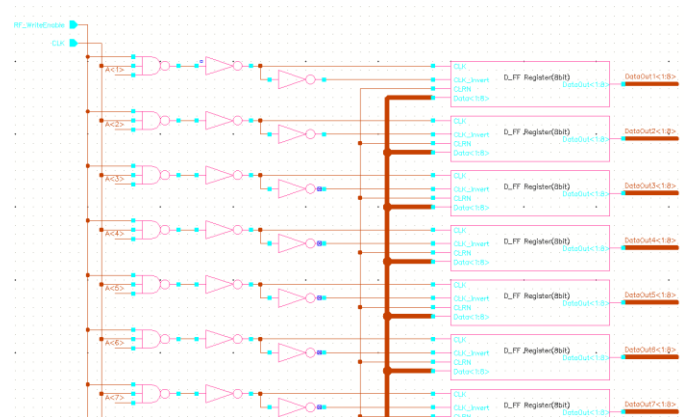 RF_WriteEnable
CLK
A<1>
CLK
CLK_invert
CLRN
Data<1:8>
D_FF Register(8bit)
DataOut<1:8>
DataOut1<1:8>
A<2>
CLK
CLK_invert
CLRN
Data<1:8>
D_FF Register(8bit)
DataOut<1:8>
DataOut2<1:8>
A<3>
CLK
CLK_invert
CLRN
Data<1:8>
D_FF Register(8bit)
DataOut<1:8>
DataOut3<1:8>
A<4>
CLK
CLK_invert
CLRN
Data<1:8>
D_FF Register(8bit)
DataOut<1:8>
DataOut4<1:8>
A<5>
CLK
CLK_invert
CLRN
Data<1:8>
D_FF Register(8bit)
DataOut<1:8>
DataOut5<1:8>
A<6>
CLK
CLK_invert
CLRN
Data<1:8>
D_FF Register(8bit)
DataOut<1:8>
DataOut6<1:8>
A<7>
CLK
CLK_invert
D_FF Register(8bit)
DataOut<1:8>
DataOut7<1:8>